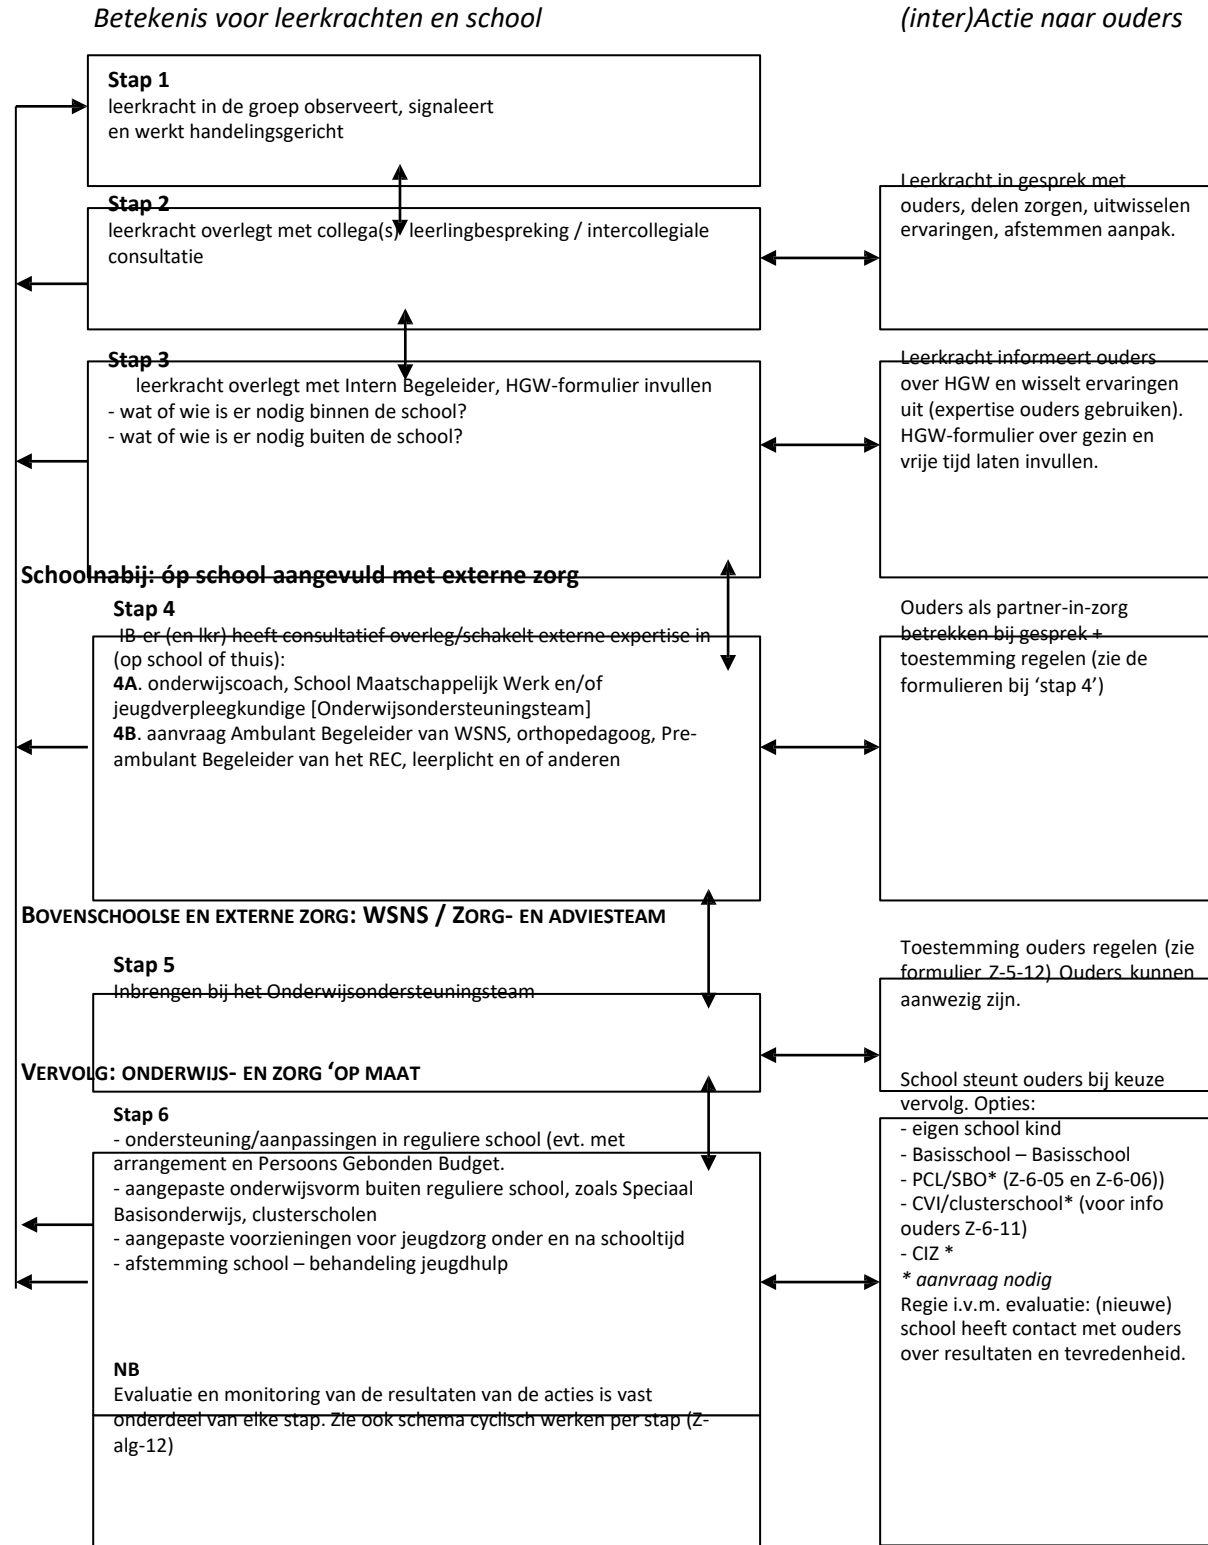 Betekenis voor leerkrachten en school
(inter)Actie naar ouders
Stap 1
leerkracht in de groep observeert, signaleert
en werkt handelingsgericht
Stap 2
leerkracht overlegt met collega(s) leerlingbespreking / intercollegiale
consultatie
Leerkracht in gesprek met
ouders, delen zorgen, uitwisselen
ervaringen, afstemmen aanpak.
Stap 3
leerkracht overlegt met Intern Begeleider, HGW-formulier invullen
- wat of wie is er nodig binnen de school?
- wat of wie is er nodig buiten de school?
Leerkracht informeert ouders
over HGW en wisselt ervaringen
uit (expertise ouders gebruiken).
HGW-formulier over gezin en
vrije tijd laten invullen.
Schoolnabij: óp school aangevuld met externe zorg
Stap 4
IB-er (en lkr) heeft consultatief overleg/schakelt externe expertise in
(op school of thuis):
4A. onderwijscoach, School Maatschappelijk Werk en/of
jeugdverpleegkundige [Onderwijsondersteuningsteam]
4B. aanvraag Ambulant Begeleider van WSNS, orthopedagoog, Pre-
ambulant Begeleider van het REC, leerplicht en of anderen
Ouders als partner-in-zorg
betrekken bij gesprek +
toestemming regelen (zie de
formulieren bij ‘stap 4’)
BOVENSCHOOLSE EN EXTERNE ZORG: WSNS / ZORG- EN ADVIESTEAM
Stap 5
Inbrengen bij het Onderwijsondersteuningsteam
Toestemming ouders regelen (zie
formulier Z-5-12) Ouders kunnen
aanwezig zijn.
VERVOLG: ONDERWIJS- EN ZORG ‘OP MAAT
Stap 6
- ondersteuning/aanpassingen in reguliere school (evt. met
arrangement en Persoons Gebonden Budget.
- aangepaste onderwijsvorm buiten reguliere school, zoals Speciaal
Basisonderwijs, clusterscholen
- aangepaste voorzieningen voor jeugdzorg onder en na schooltijd
- afstemming school – behandeling jeugdhulp
School steunt ouders bij keuze
vervolg. Opties:
- eigen school kind
- Basisschool – Basisschool
- PCL/SBO* (Z-6-05 en Z-6-06))
- CVI/clusterschool* (voor info
ouders Z-6-11)
- CIZ *
* aanvraag nodig
Regie i.v.m. evaluatie: (nieuwe)
school heeft contact met ouders
over resultaten en tevredenheid.
NB
Evaluatie en monitoring van de resultaten van de acties is vast
onderdeel van elke stap. Zie ook schema cyclisch werken per stap (Z-
alg-12)